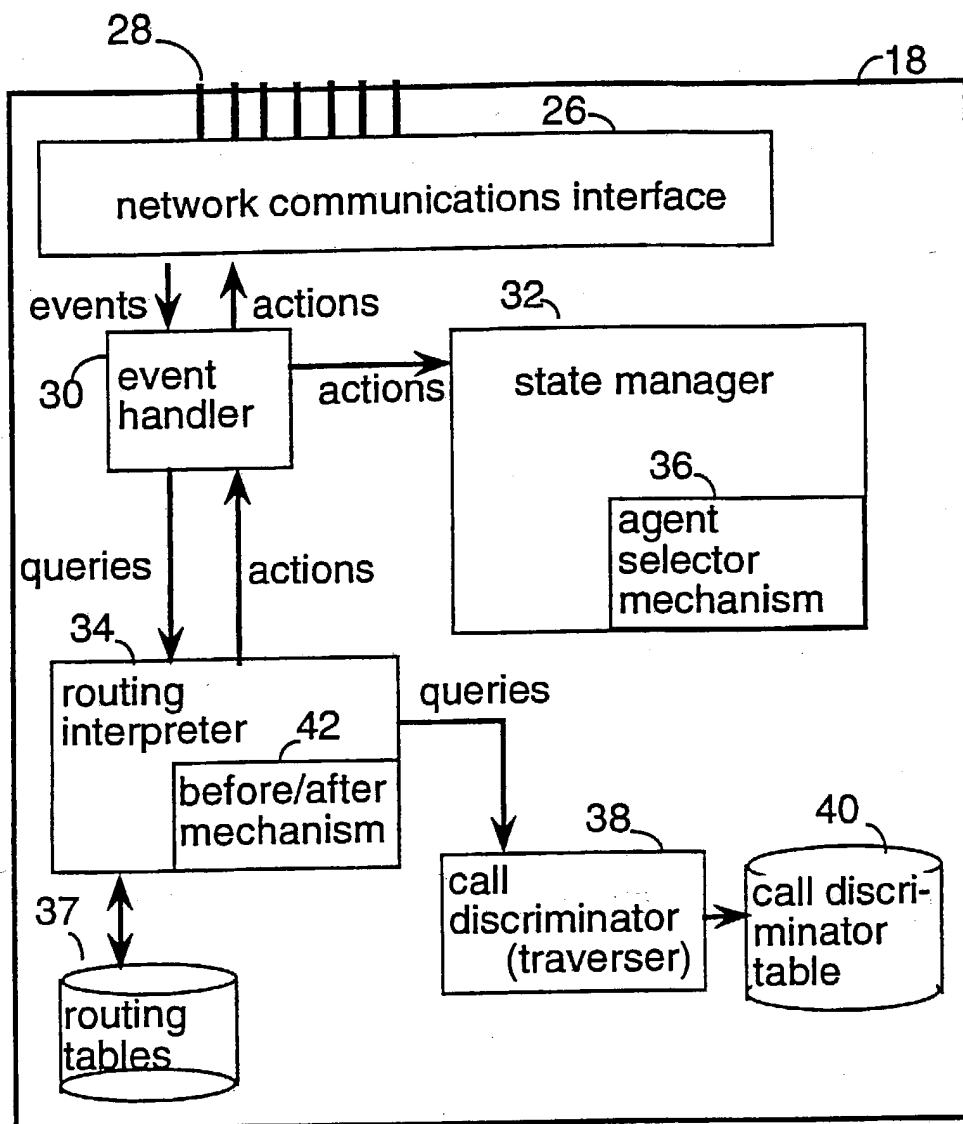 28
18
26
network communications interface
events
actions
32
30
event
handler
actions
state manager
36
agent
selector
mechanism
queries
actions
34
routing
interpreter
queries
42
before/after
mechanism
38
40
call
discriminator
(traverser)
call discri-
minator
table
37
routing
tables